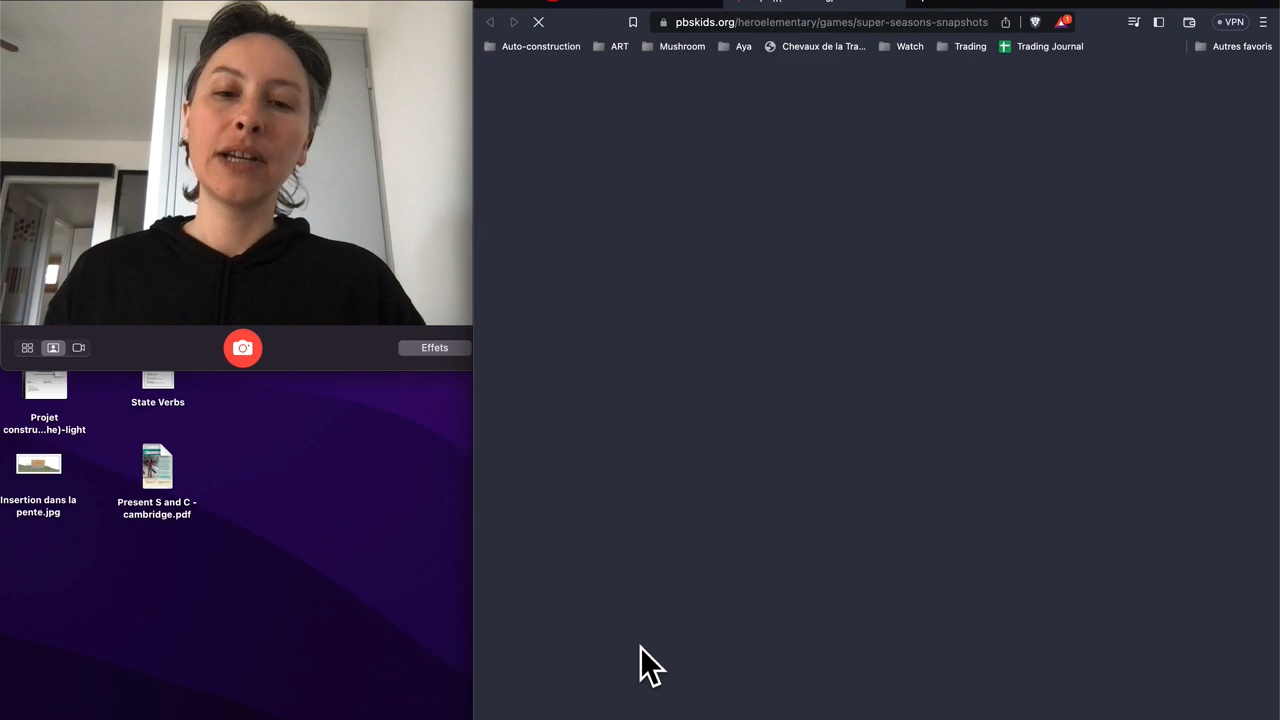 pbskids.org/heroelementary/games/super-seasons-snapshots
1
VPN
Auto-construction
ART
Mushroom
Aya
Chevaux de la Tra...
Watch
Trading
Trading Journal
Autres favoris
Effets
Projet
constru...he)-light
State Verbs
Insertion dans la
pente.jpg
Present S and C -
cambridge.pdf